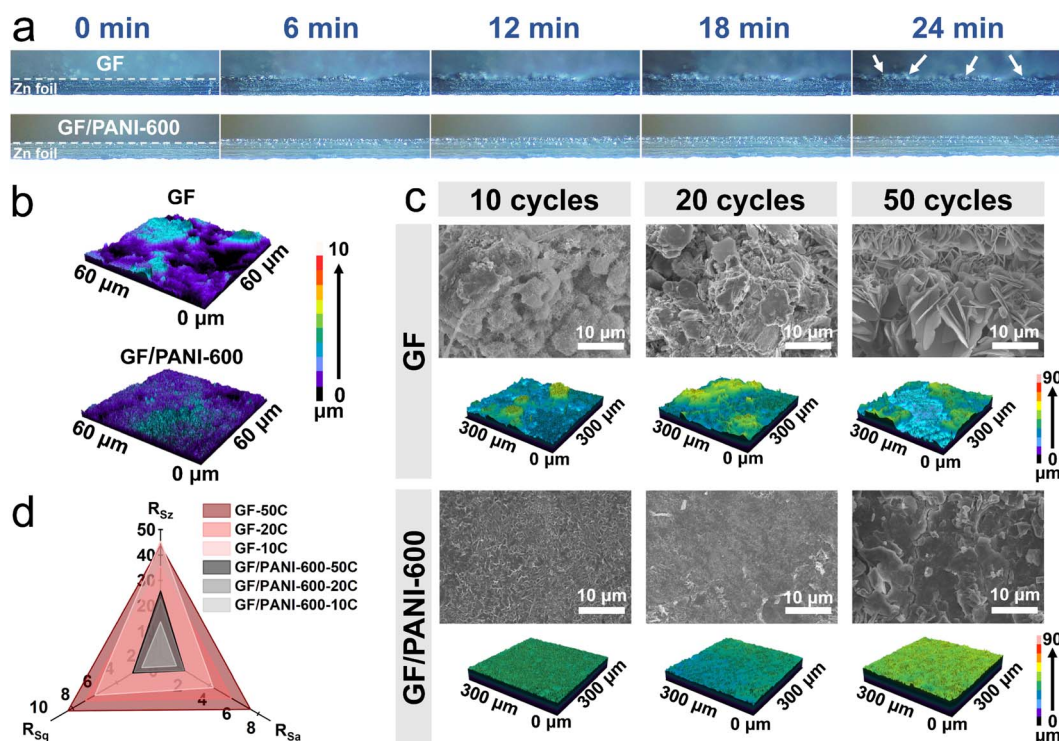 a
0 min
6 min
12 min
18 min
24 min
GF
Zn foil
GF/PANI-600
Zn foil
b
GF
60 μm
60 μm
0 μm
GF/PANI-600
60 μm
60 μm
0 μm
10
0
μm
c
10 cycles
20 cycles
50 cycles
GF
10 μm
10 μm
10 μm
300 μm
300 μm
0 μm
300 μm
300 μm
0 μm
300 μm
300 μm
0 μm
90
0
μm
GF/PANI-600
10 μm
10 μm
10 μm
300 μm
300 μm
0 μm
300 μm
300 μm
0 μm
300 μm
300 μm
0 μm
90
0
μm
d
RSz
50
40
30
20
GF-50C
GF-20C
GF-10C
GF/PANI-600-50C
GF/PANI-600-20C
GF/PANI-600-10C
2
4
6
8
10
RSq
2
4
6
8
RSa